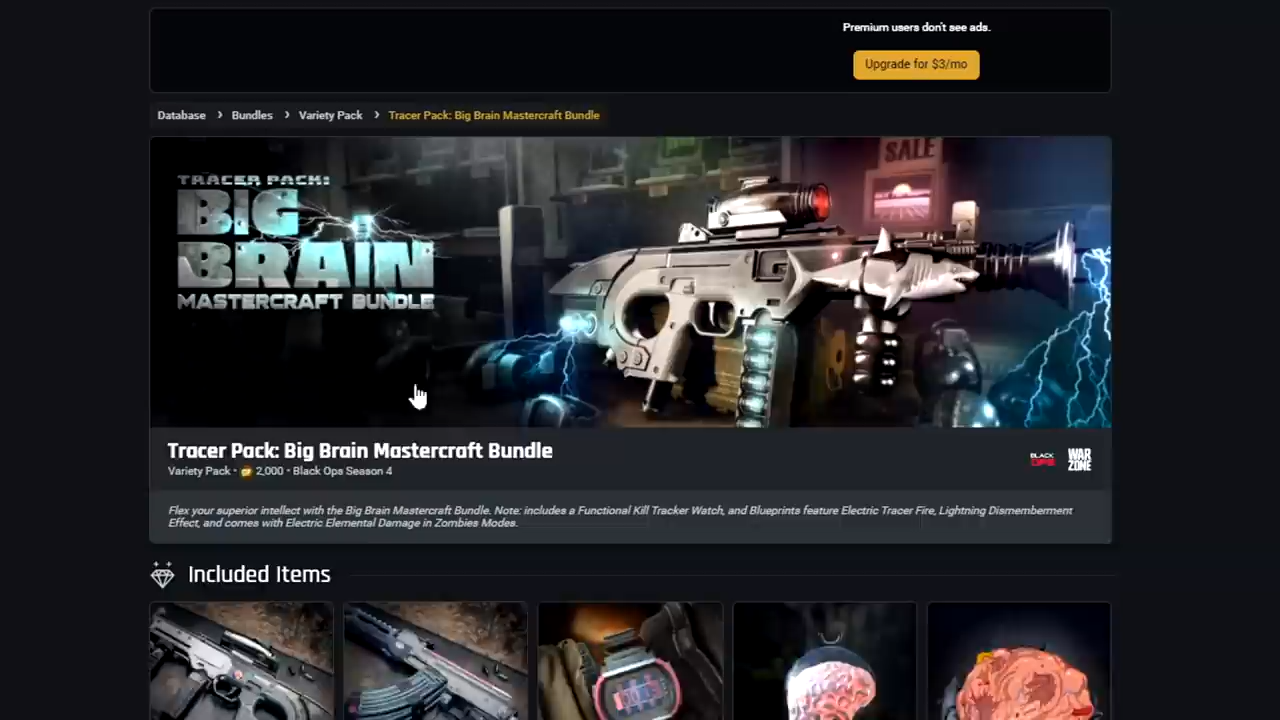 Premium users don't see ads.
Upgrade for $3/mo
Database > Bundles > Variety Pack > Tracer Pack: Big Brain Mastercraft Bundle
SALE
TRACER PACK:
BIG
BRAIN
MASTERCRAFT BUNDLE
Tracer Pack: Big Brain Mastercraft Bundle
Variety Pack • CP 2,000 • Black Ops Season 4
BLACK
OPS
WAR
ZONE
Flex your superior intellect with the Big Brain Mastercraft Bundle. Note: includes a Functional Kill Tracker Watch, and Blueprints feature Electric Tracer Fire, Lightning Dismemberment
Effect, and comes with Electric Elemental Damage in Zombies Modes.
Included Items